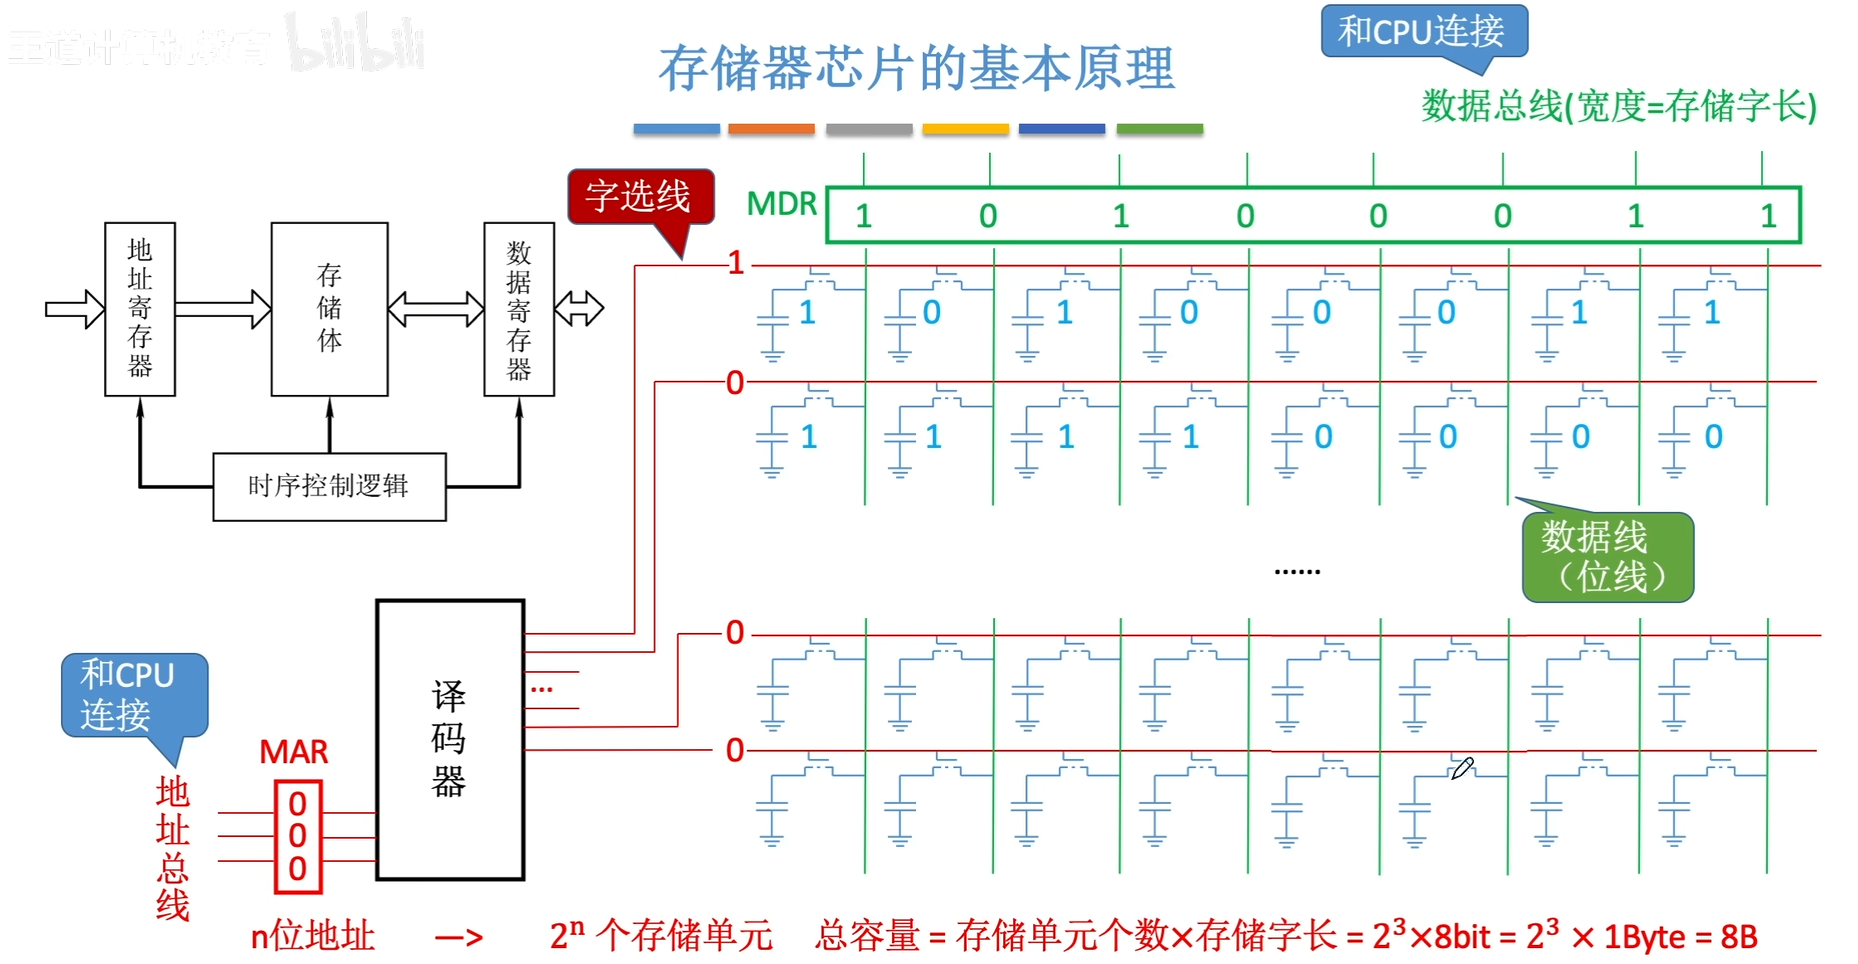 王道计算机教育 bilibili
存储器芯片的基本原理
和CPU连接
数据总线(宽度=存储字长)
字选线
MDR 1 0 1 0 0 0 1 1
地址寄存器
存储体
数据寄存器
时序控制逻辑
1
1 0 1 0 0 0 1 1
0
1 1 1 1 0 0 0 0
数据线
（位线）
......
0
0
译码器
...
和CPU
连接
MAR
地址总线
0
0
0
n位地址 —> 2ⁿ 个存储单元 总容量 = 存储单元个数×存储字长 = 2³×8bit = 2³ × 1Byte = 8B